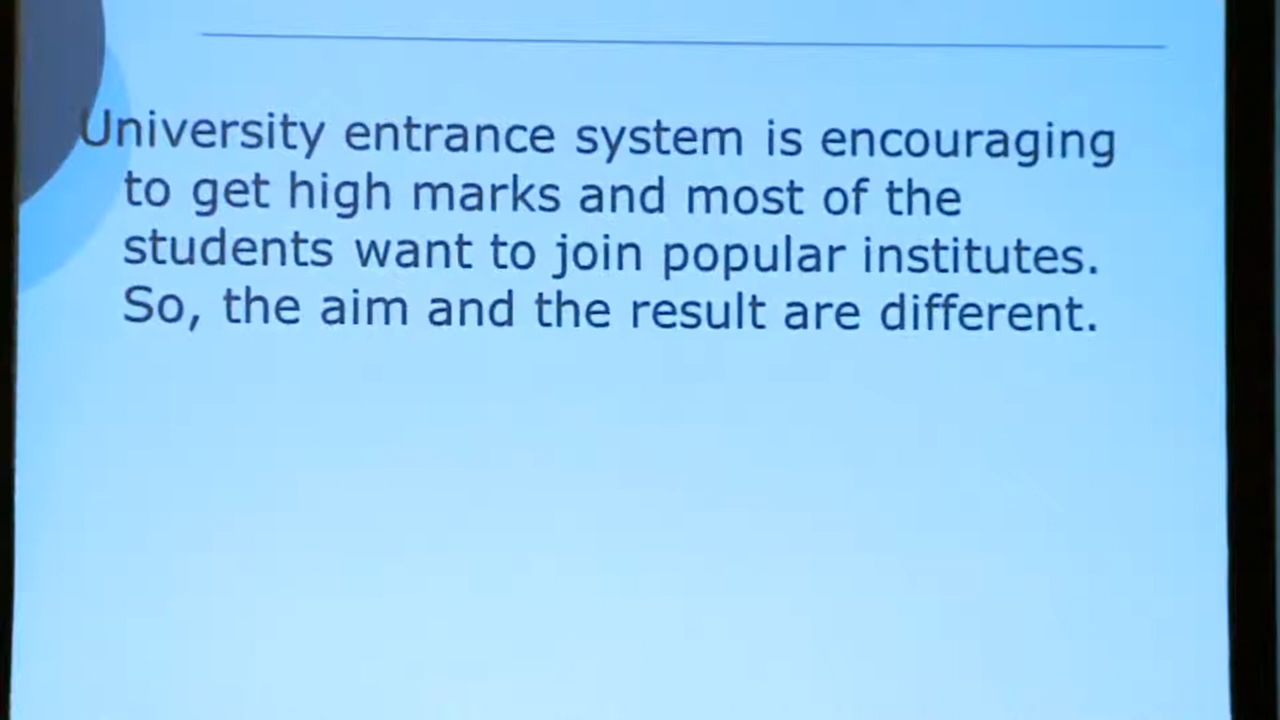 University entrance system is encouraging
to get high marks and most of the
students want to join popular institutes.
So, the aim and the result are different.